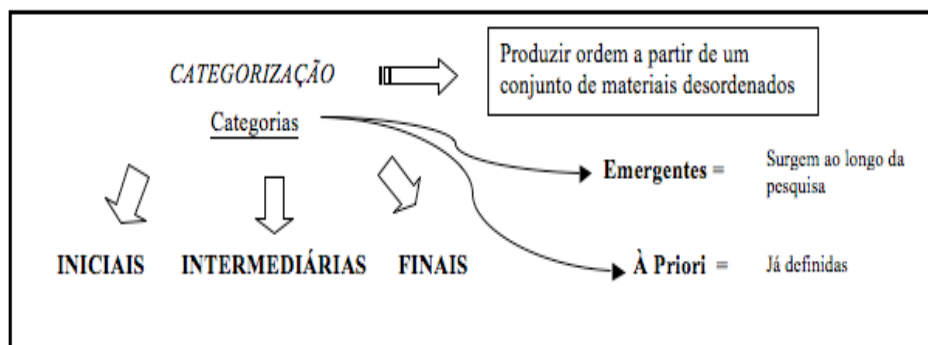 Produzir ordem a partir de um
CATEGORIZAÇÃO
conjunto de materiais desordenados
Categorias
Emergentes = Surgem ao longo da
pesquisa
INICIAIS INTERMEDIÁRIAS FINAIS
À Priori = Já definidas